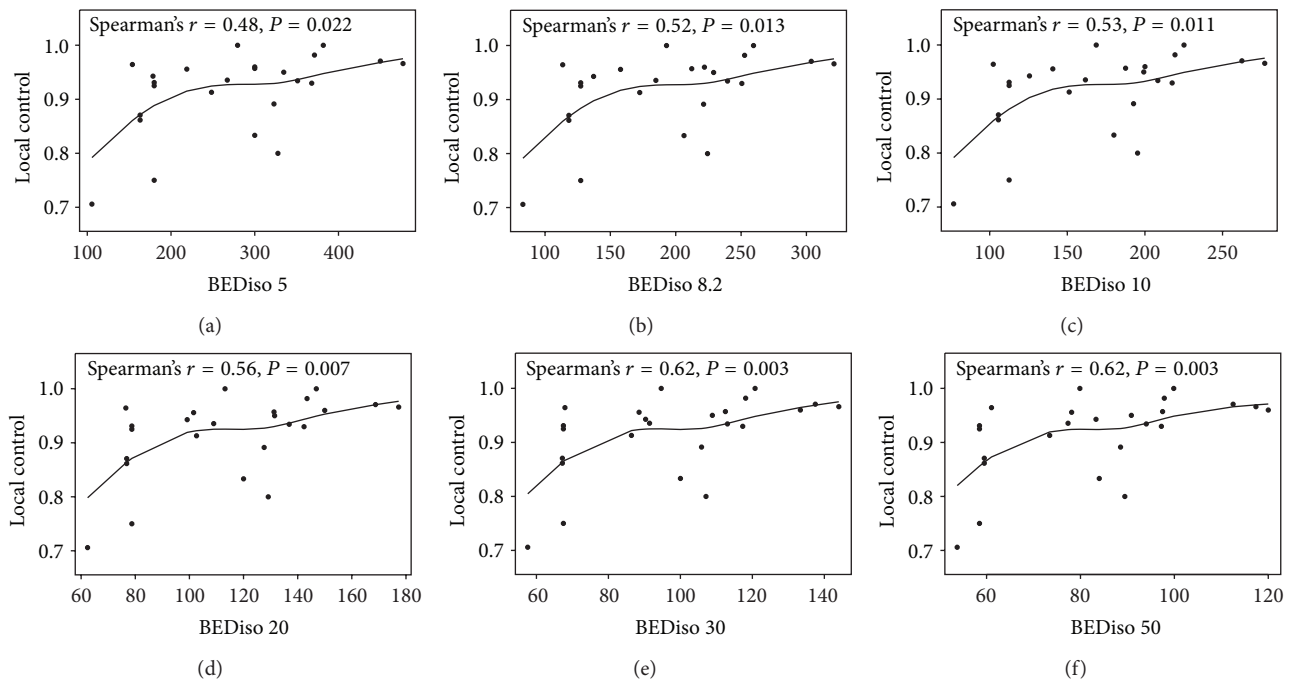 Spearman's r = 0.48, P = 0.022
Local control
1.0
0.9
0.8
0.7
100 200 300 400
BEDiso 5
(a)
Spearman's r = 0.52, P = 0.013
Local control
1.0
0.9
0.8
0.7
100 150 200 250 300
BEDiso 8.2
(b)
Spearman's r = 0.53, P = 0.011
Local control
1.0
0.9
0.8
0.7
100 150 200 250
BEDiso 10
(c)
Spearman's r = 0.56, P = 0.007
Local control
1.0
0.9
0.8
0.7
60 80 100 120 140 160 180
BEDiso 20
(d)
Spearman's r = 0.62, P = 0.003
Local control
1.0
0.9
0.8
0.7
60 80 100 120 140
BEDiso 30
(e)
Spearman's r = 0.62, P = 0.003
Local control
1.0
0.9
0.8
0.7
60 80 100 120
BEDiso 50
(f)